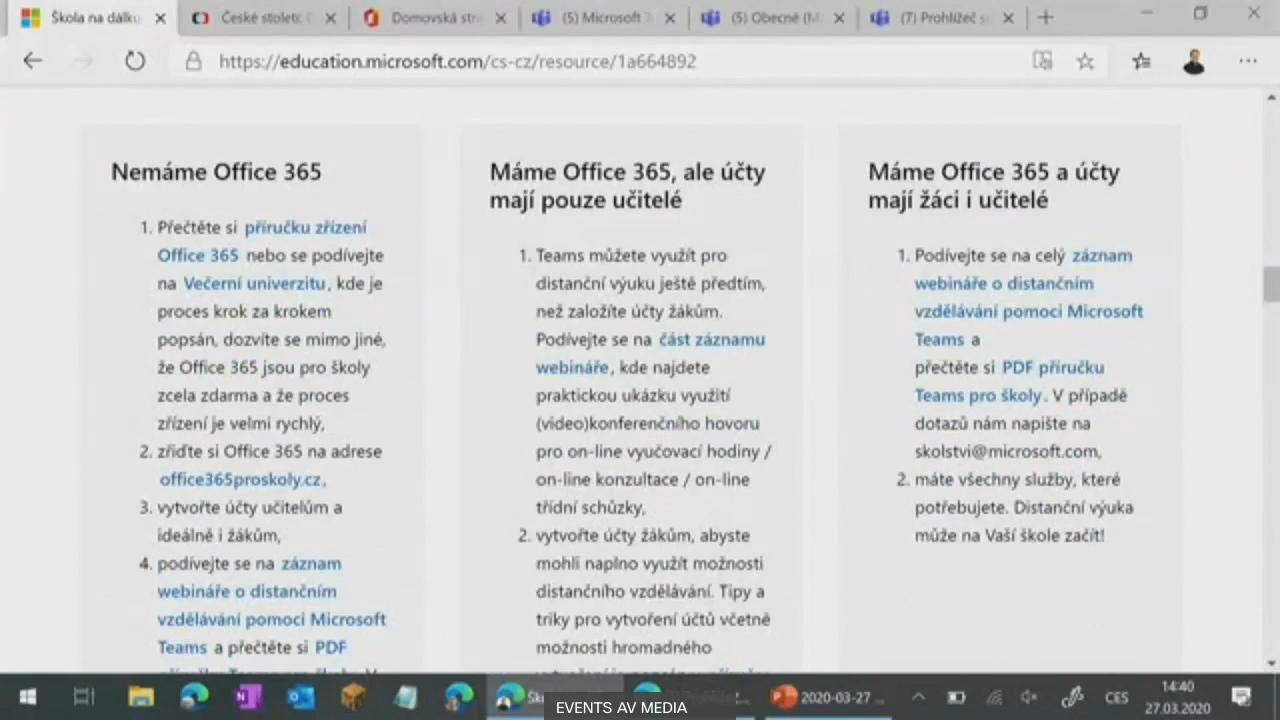 Škola na dálku
České století
Domovská str
(5) Microsoft T
(5) Obecné (M
(7) Prohlížeč s
https://education.microsoft.com/cs-cz/resource/1a664892
Nemáme Office 365
1. Přečtěte si příručku zřízení
Office 365 nebo se podívejte
na Večerní univerzitu, kde je
proces krok za krokem
popsán, dozvíte se mimo jiné,
že Office 365 jsou pro školy
zcela zdarma a že proces
zřízení je velmi rychlý,
2. zřiďte si Office 365 na adrese
office365proskoly.cz,
3. vytvořte účty učitelům a
ideálně i žákům,
4. podívejte se na záznam
webináře o distančním
vzdělávání pomocí Microsoft
Teams a přečtěte si PDF
Máme Office 365, ale účty
mají pouze učitelé
1. Teams můžete využít pro
distanční výuku ještě předtím,
než založíte účty žákům.
Podívejte se na část záznamu
webináře, kde najdete
praktickou ukázku využití
(video)konferenčního hovoru
pro on-line vyučovací hodiny /
on-line konzultace / on-line
třídní schůzky,
2. vytvořte účty žákům, abyste
mohli naplno využít možnosti
distančního vzdělávání. Tipy a
triky pro vytvoření účtů včetně
možnosti hromadného
Máme Office 365 a účty
mají žáci i učitelé
1. Podívejte se na celý záznam
webináře o distančním
vzdělávání pomocí Microsoft
Teams a
přečtěte si PDF příručku
Teams pro školy. V případě
dotazů nám napište na
skolstvi@microsoft.com,
2. máte všechny služby, které
potřebujete. Distanční výuka
může na Vaší škole začít!
2020-03-27 ...
CES
14:40
27.03.2020
EVENTS AV MEDIA